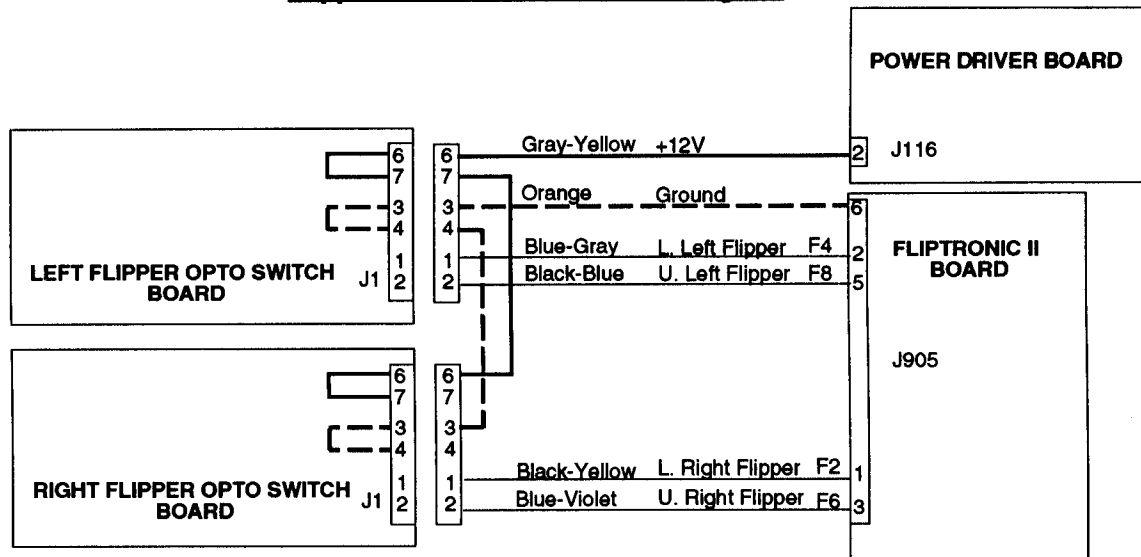 POWER DRIVER BOARD
2 J116
Gray-Yellow +12V
Orange Ground
Blue-Gray L. Left Flipper F4
Black-Blue U. Left Flipper F8
6
7
3
4
1
2
J1
LEFT FLIPPER OPTO SWITCH
BOARD
6
7
3
4
1
2
6
2
5
FLIPTRONIC II
BOARD
J905
6
7
3
4
1
2
J1
RIGHT FLIPPER OPTO SWITCH
BOARD
6
7
3
4
1
2
Black-Yellow L. Right Flipper F2
Blue-Violet U. Right Flipper F6
1
3